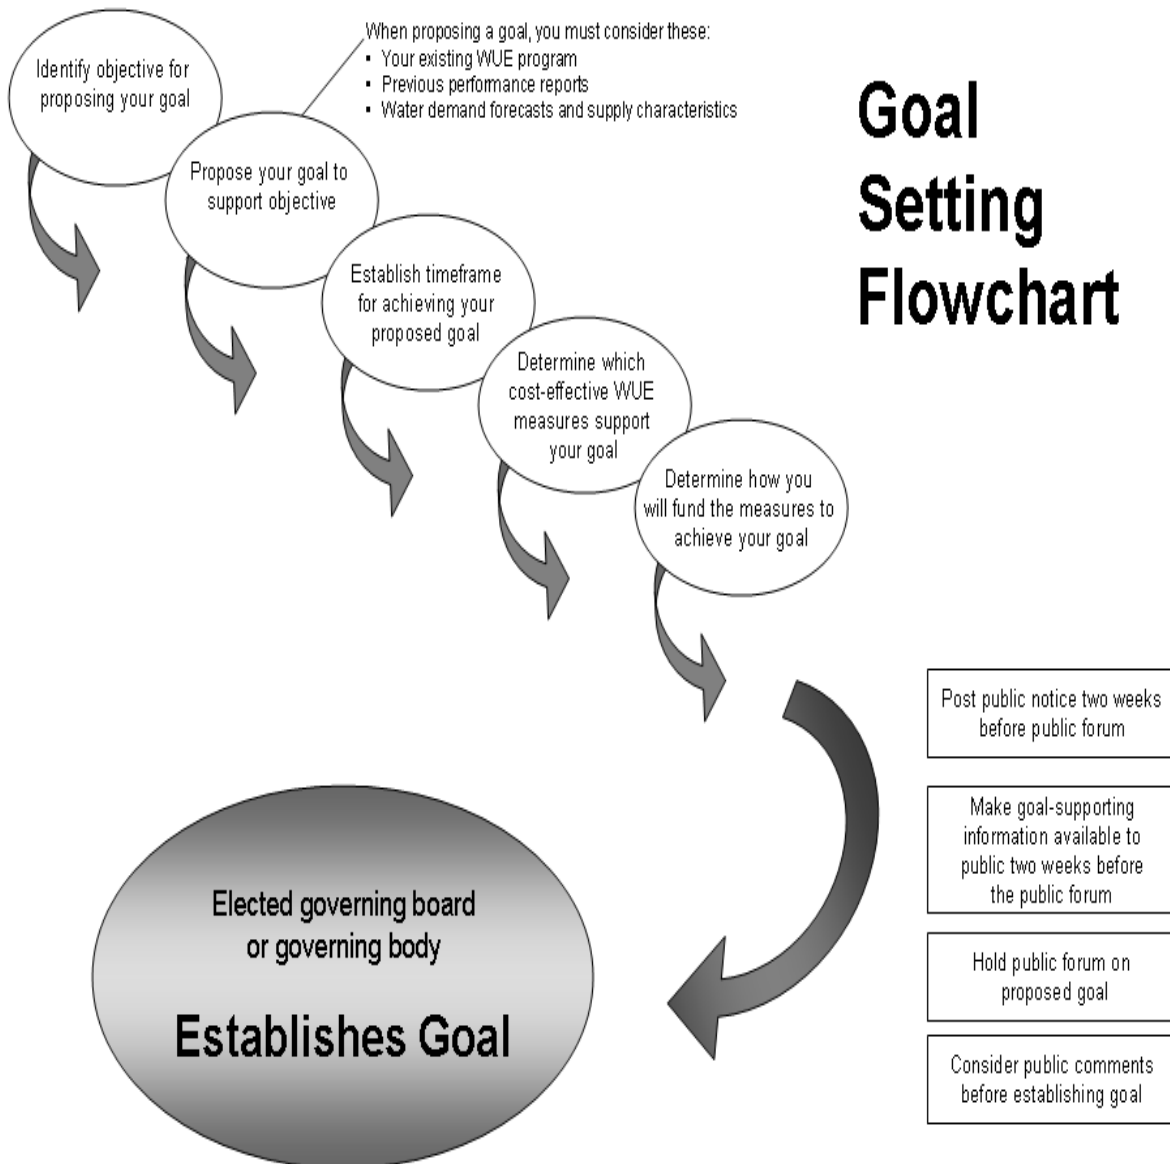 Goal
Setting
Flowchart
Identify objective for
proposing your goal
When proposing a goal, you must consider these:
▪ Your existing WUE program
▪ Previous performance reports
▪ Water demand forecasts and supply characteristics
Propose your goal to
support objective
Establish timeframe
for achieving your
proposed goal
Determine which
cost-effective WUE
measures support
your goal
Determine how you
will fund the measures to
achieve your goal
Post public notice two weeks
before public forum
Make goal-supporting
information available to
public two weeks before
the public forum
Hold public forum on
proposed goal
Consider public comments
before establishing goal
Elected governing board
or governing body
Establishes Goal